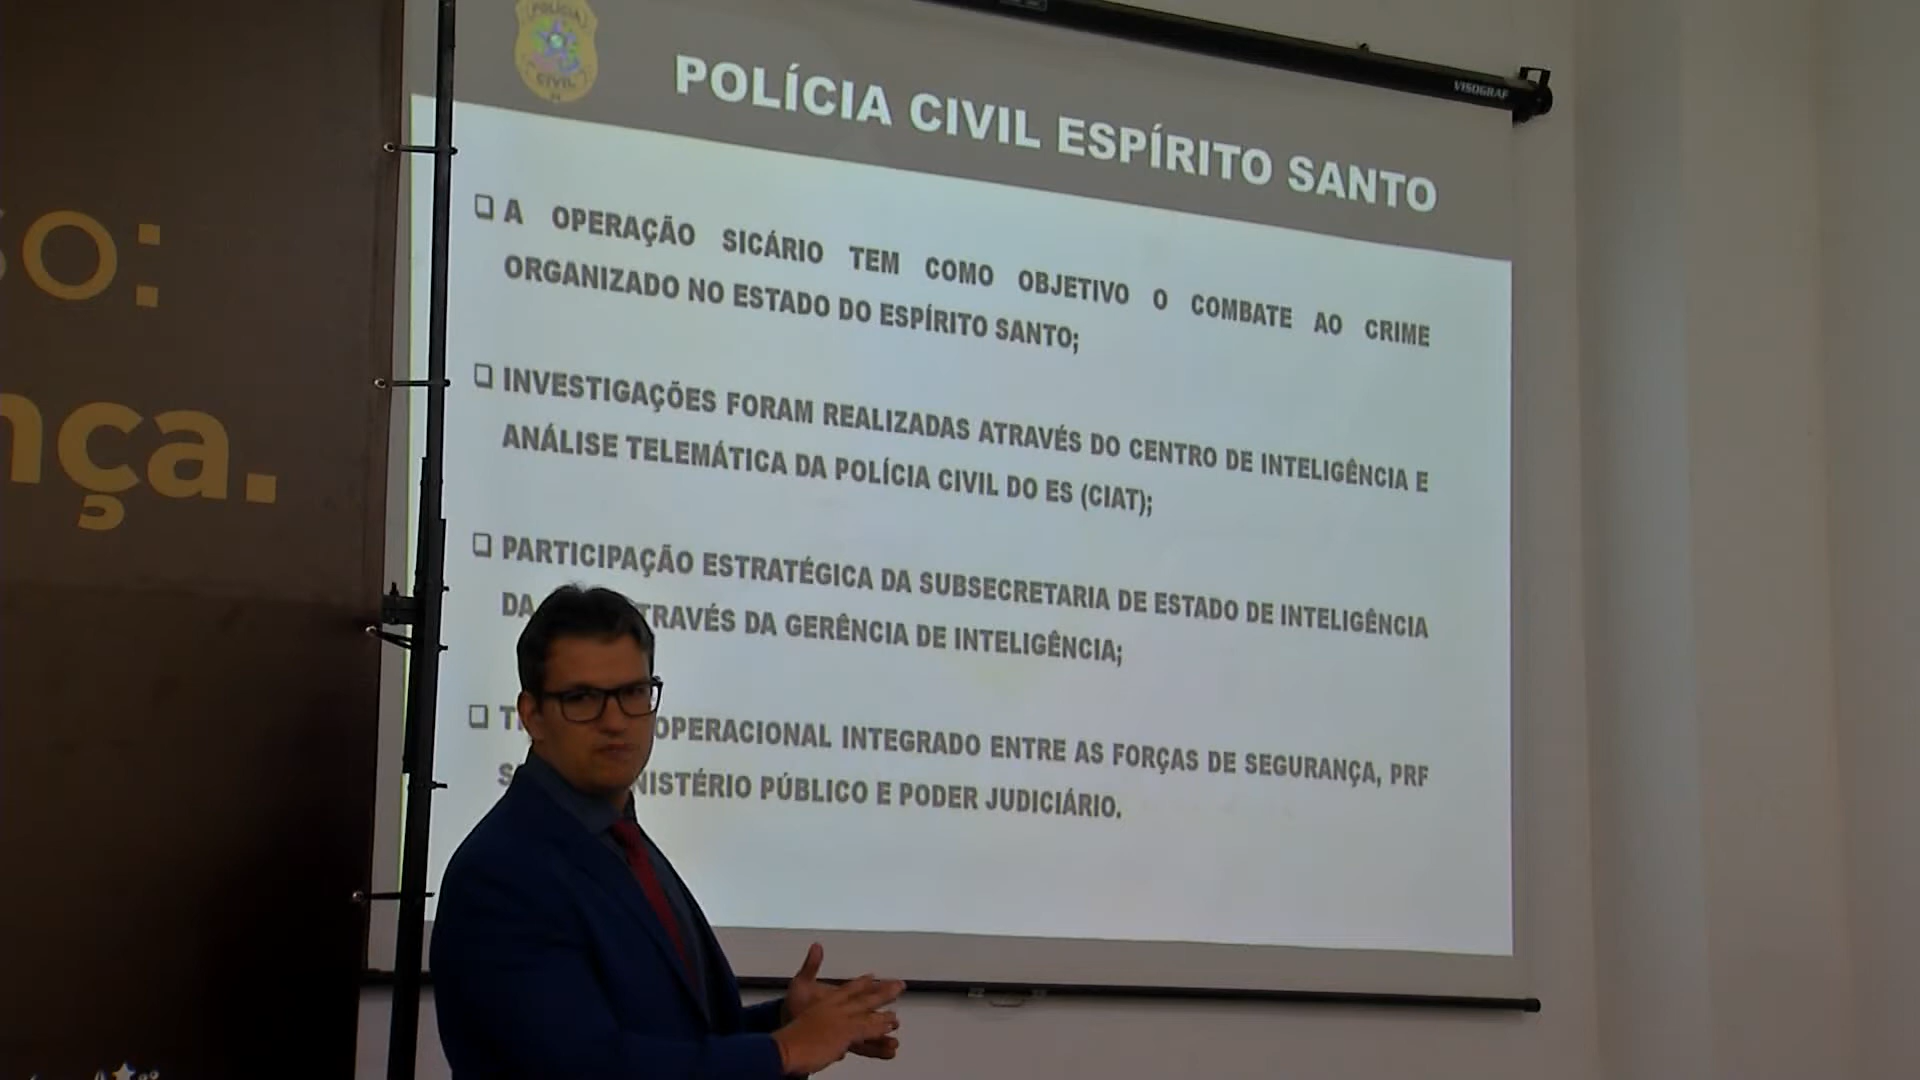 POLÍCIA
CIVIL
POLÍCIA CIVIL ESPÍRITO SANTO
VISOGRAF
A OPERAÇÃO SICÁRIO TEM COMO OBJETIVO O COMBATE AO CRIME
ORGANIZADO NO ESTADO DO ESPÍRITO SANTO;
INVESTIGAÇÕES FORAM REALIZADAS ATRAVÉS DO CENTRO DE INTELIGÊNCIA E
ANÁLISE TELEMÁTICA DA POLÍCIA CIVIL DO ES (CIAT);
PARTICIPAÇÃO ESTRATÉGICA DA SUBSECRETARIA DE ESTADO DE INTELIGÊNCIA
DA TRAVÉS DA GERÊNCIA DE INTELIGÊNCIA;
OPERACIONAL INTEGRADO ENTRE AS FORÇAS DE SEGURANÇA, PRF
NISTÉRIO PÚBLICO E PODER JUDICIÁRIO.
o:
nça.